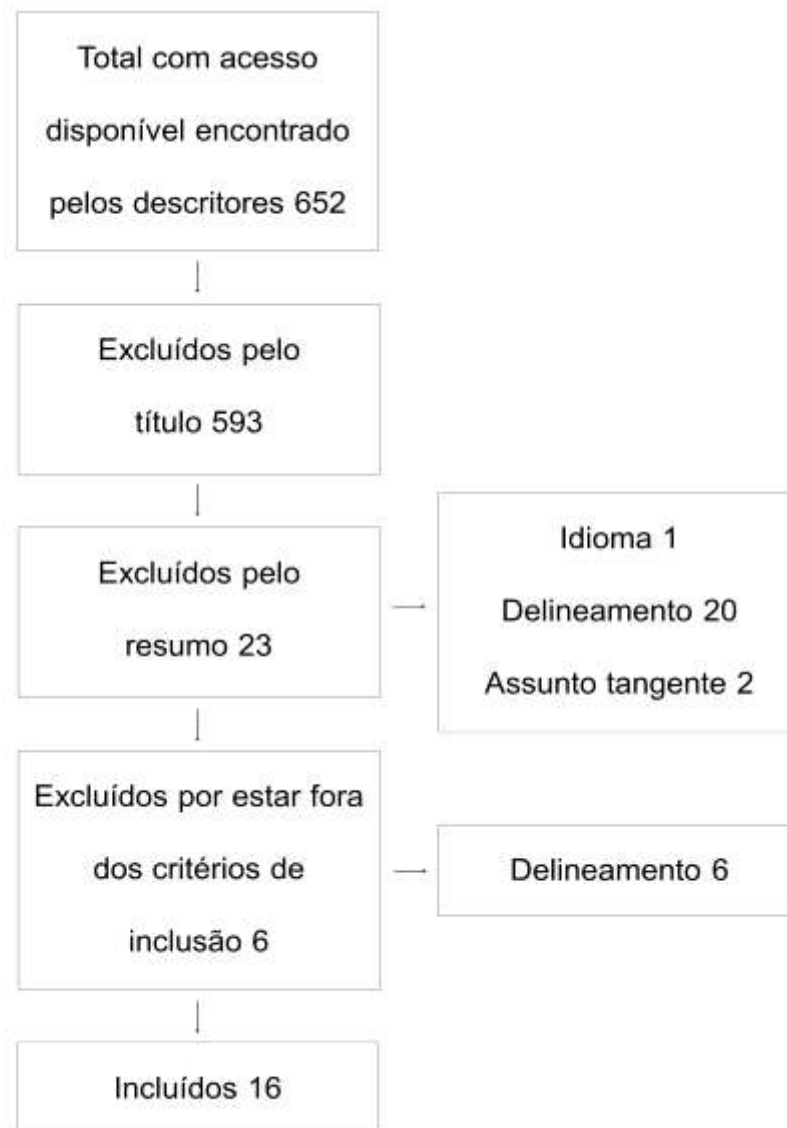 Total com acesso
disponível encontrado
pelos descritores 652
Excluídos pelo
título 593
Excluídos pelo
resumo 23
Idioma 1
Delineamento 20
Assunto tangente 2
Excluídos por estar fora
dos critérios de
inclusão 6
Delineamento 6
Incluídos 16